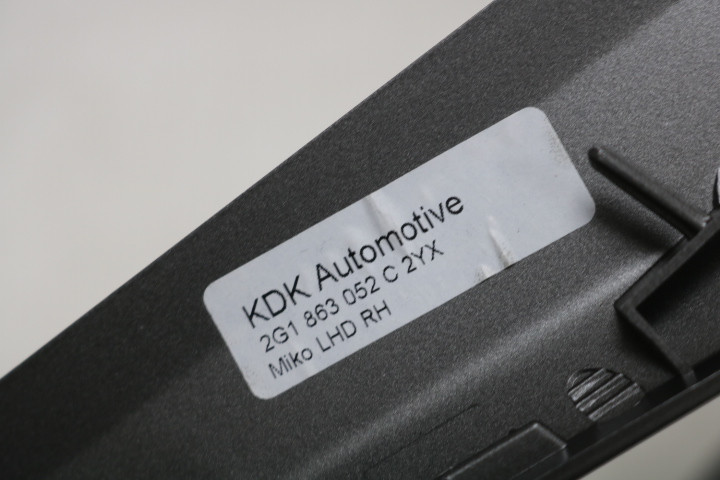 KDK Automotive
2G1 863 052 C 2YX
Miko LHD RH